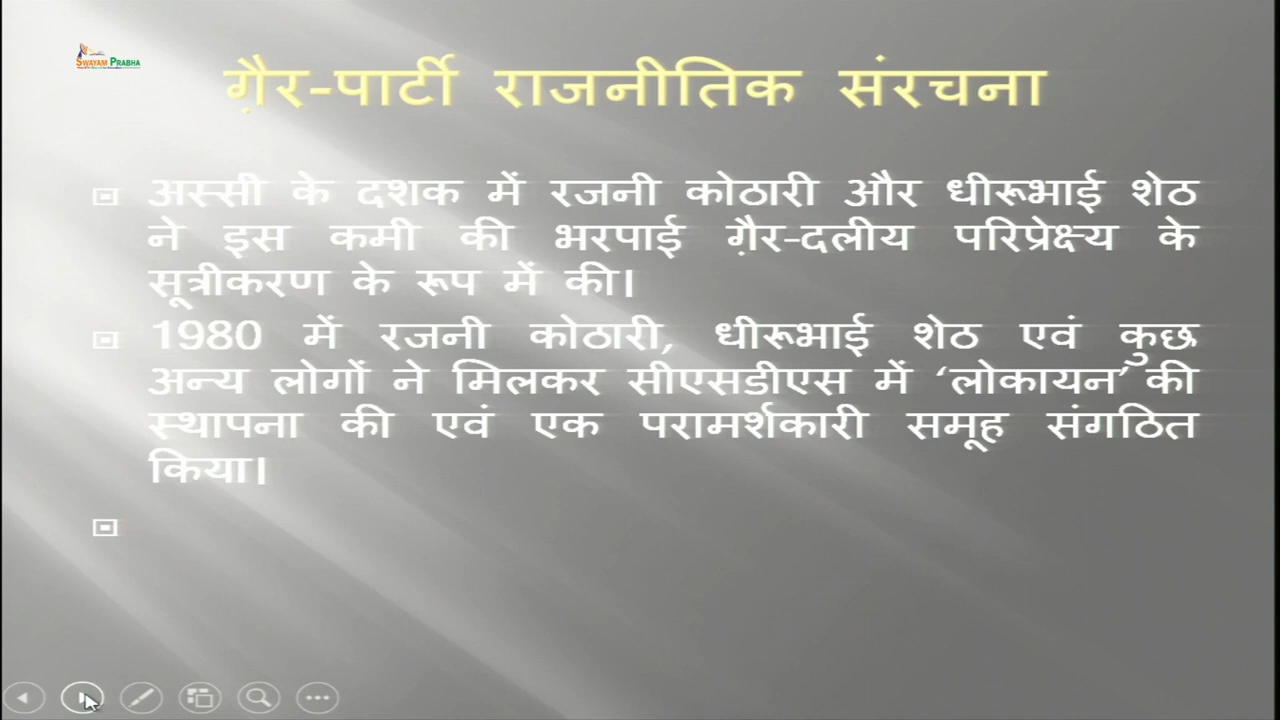 SWAYAM PRABHA
ग़ैर-पार्टी राजनीतिक संरचना
अस्सी के दशक में रजनी कोठारी और धीरूभाई शेठ
ने इस कमी की भरपाई ग़ैर-दलीय परिप्रेक्ष्य के
सूत्रीकरण के रूप में की।
1980 में रजनी कोठारी, धीरूभाई शेठ एवं कुछ
अन्य लोगों ने मिलकर सीएसडीएस में ‘लोकायन’ की
स्थापना की एवं एक परामर्शकारी समूह संगठित
किया।